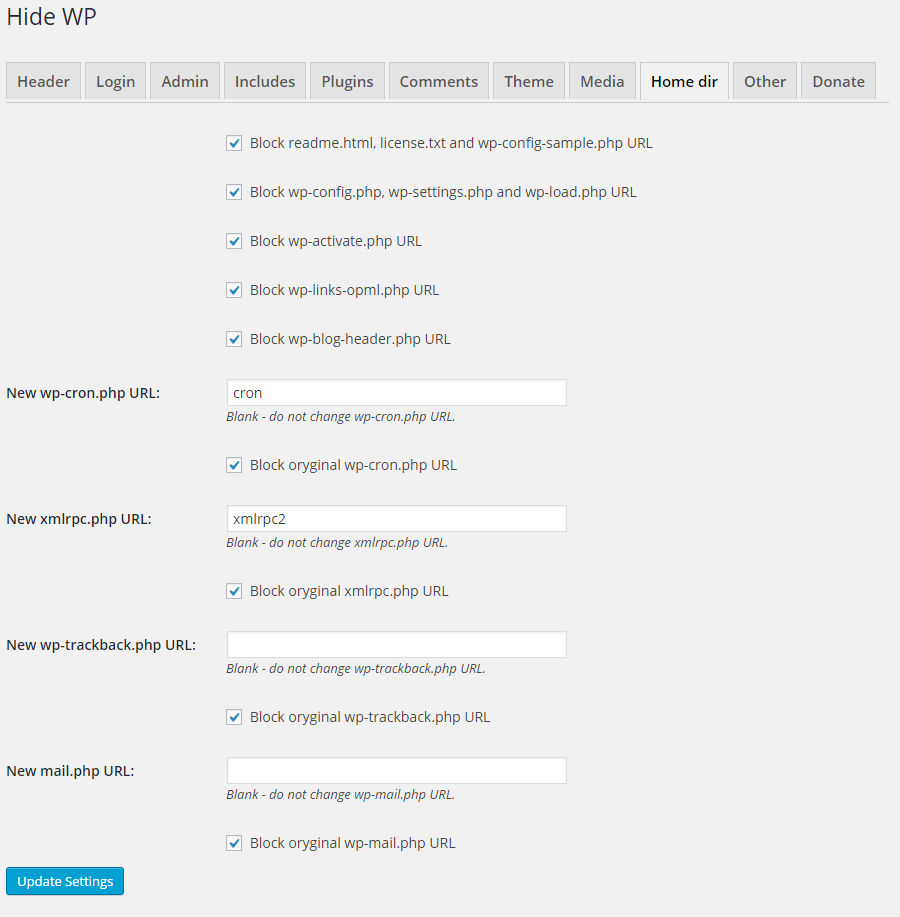 Hide WP
Header Login Admin Includes Plugins Comments Theme Media Home dir Other Donate
Block readme.html, license.txt and wp-config-sample.php URL
Block wp-config.php, wp-settings.php and wp-load.php URL
Block wp-activate.php URL
Block wp-links-opml.php URL
Block wp-blog-header.php URL
New wp-cron.php URL: cron
Blank - do not change wp-cron.php URL.
Block oryginal wp-cron.php URL
New xmlrpc.php URL: xmlrpc2
Blank - do not change xmlrpc.php URL.
Block oryginal xmlrpc.php URL
New wp-trackback.php URL:
Blank - do not change wp-trackback.php URL.
Block oryginal wp-trackback.php URL
New mail.php URL:
Blank - do not change wp-mail.php URL.
Block oryginal wp-mail.php URL
Update Settings